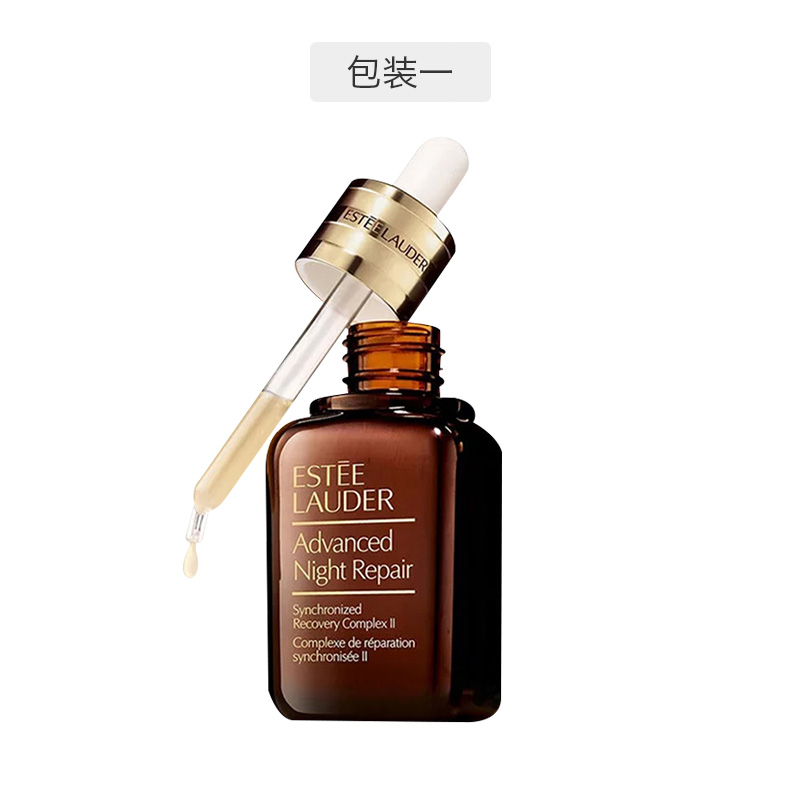 包装一
ESTĒE LAUDER
ESTĒE
LAUDER
Advanced
Night Repair
Synchronized
Recovery Complex II
Complexe de réparation
synchronisée II